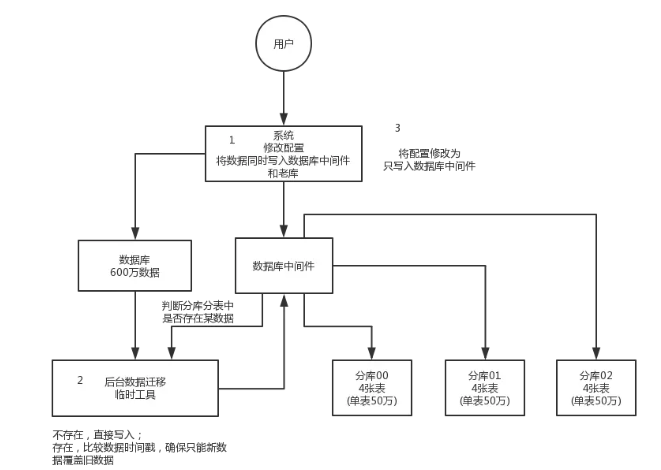 用户
1
系统
修改配置
将数据同时写入数据库中间件
和老库
3
将配置修改为
只写入数据库中间件
数据库
600万数据
数据库中间件
判断分库分表中
是否存在某数据
2
后台数据迁移
临时工具
分库00
4张表
(单表50万)
分库01
4张表
(单表50万)
分库02
4张表
(单表50万)
不存在，直接写入；
存在，比较数据时间戳，确保只能新数
据覆盖旧数据